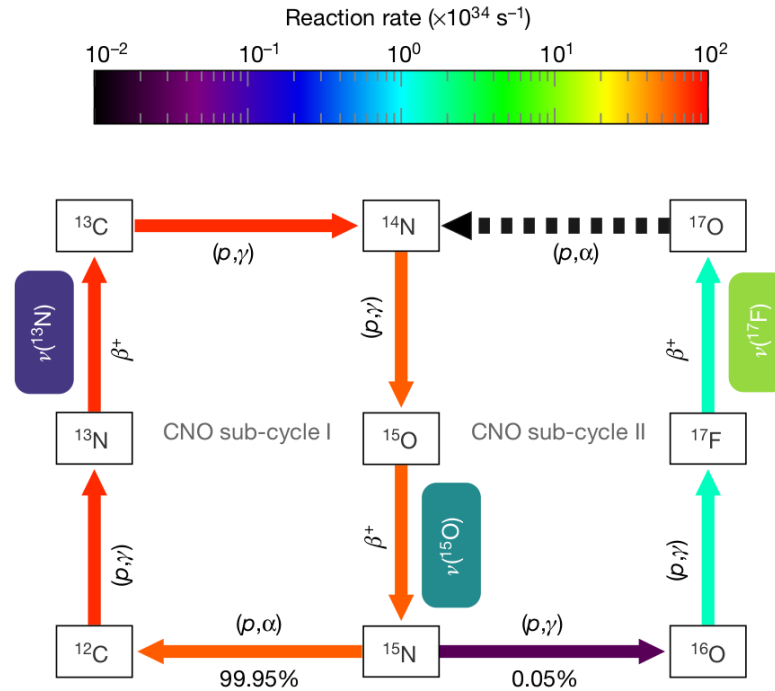 Reaction rate (×10³⁴ s⁻¹)
10⁻² 10⁻¹ 10⁰ 10¹ 10²
¹³C ¹⁴N ¹⁷O
(p,γ) (p,α)
ν(¹³N) β⁺ (p,γ) β⁺ ν(¹⁷F)
¹³N CNO sub-cycle I ¹⁵O CNO sub-cycle II ¹⁷F
(p,γ) β⁺ ν(¹⁵O) (p,γ)
(p,α) (p,γ)
¹²C ¹⁵N ¹⁶O
99.95% 0.05%